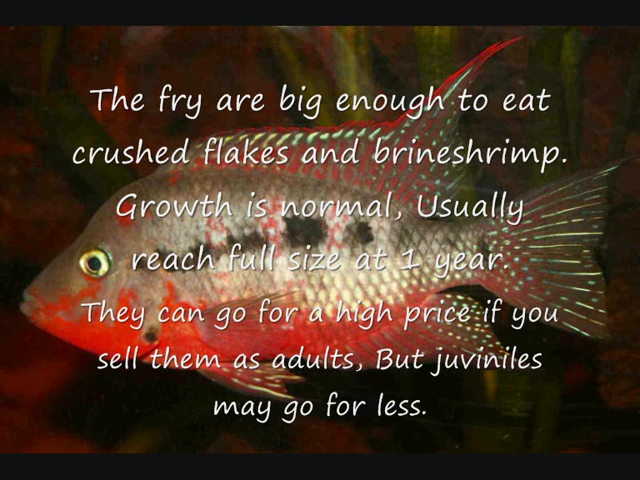 The fry are big enough to eat
crushed flakes and brineshrimp.
Growth is normal, Usually
reach full size at 1 year.
They can go for a high price if you
sell them as adults, But juviniles
may go for less.